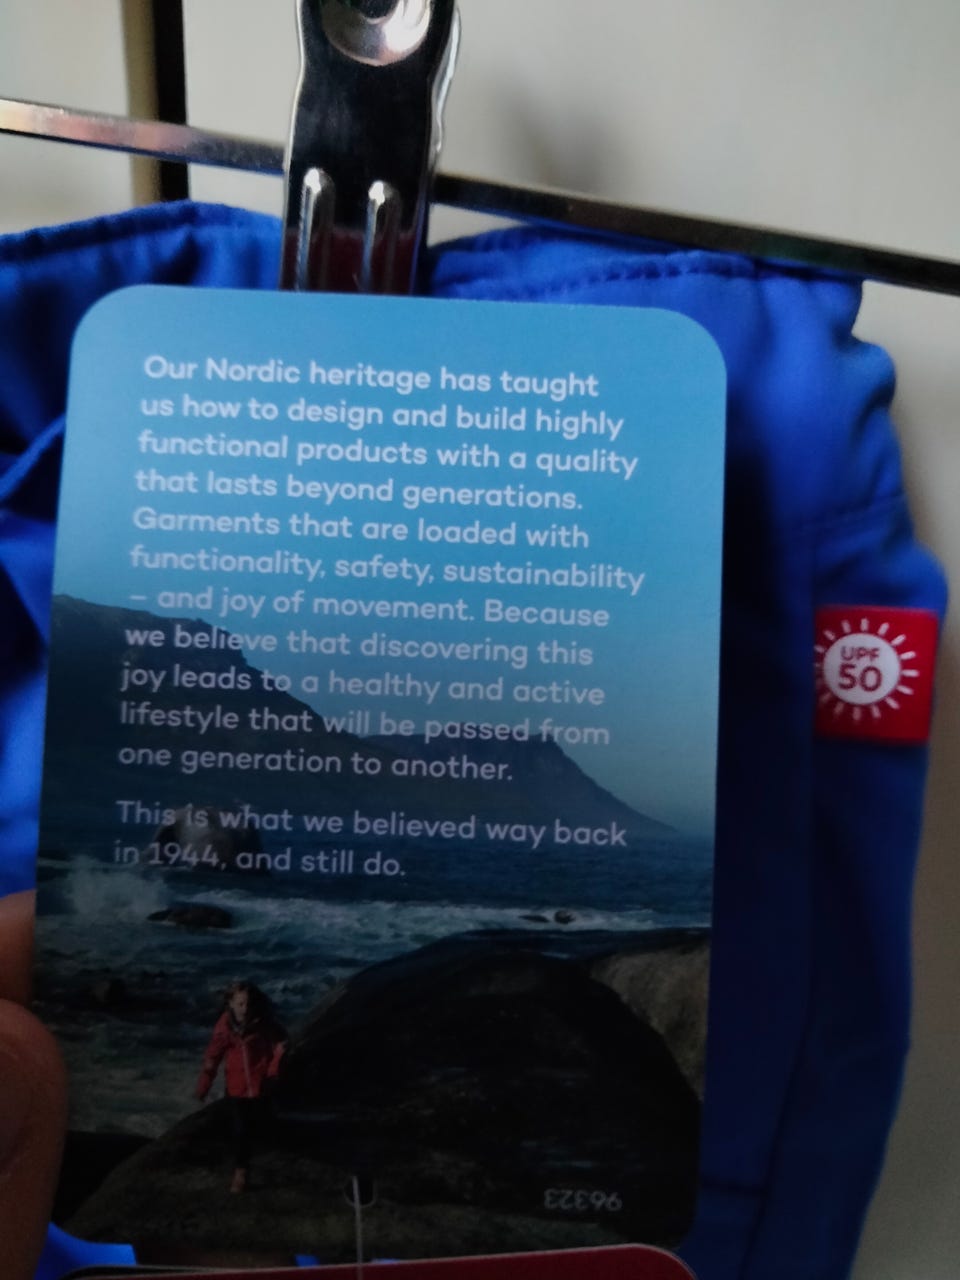 Our Nordic heritage has taught
us how to design and build highly
functional products with a quality
that lasts beyond generations.
Garments that are loaded with
functionality, safety, sustainability
– and joy of movement. Because
we believe that discovering this
joy leads to a healthy and active
lifestyle that will be passed from
one generation to another.
This is what we believed way back
in 1944, and still do.
UPF
50
96323